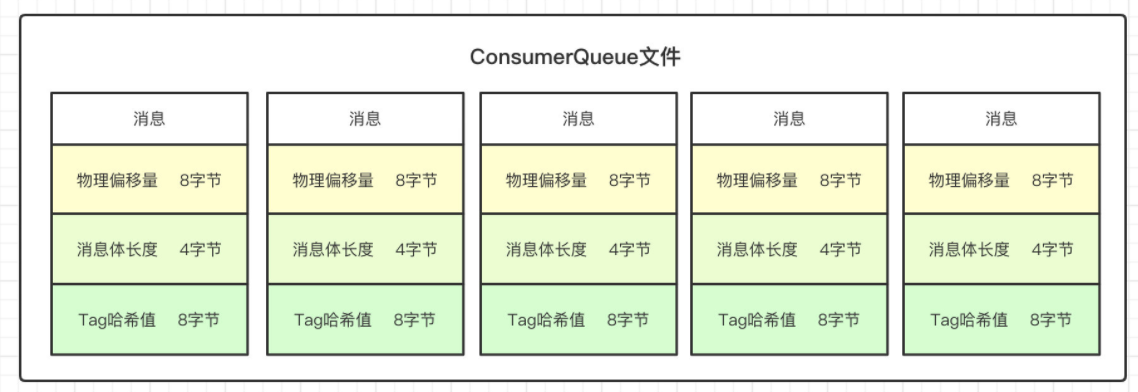 ConsumerQueue文件
消息 消息 消息 消息 消息
物理偏移量 8字节 物理偏移量 8字节 物理偏移量 8字节 物理偏移量 8字节 物理偏移量 8字节
消息体长度 4字节 消息体长度 4字节 消息体长度 4字节 消息体长度 4字节 消息体长度 4字节
Tag哈希值 8字节 Tag哈希值 8字节 Tag哈希值 8字节 Tag哈希值 8字节 Tag哈希值 8字节